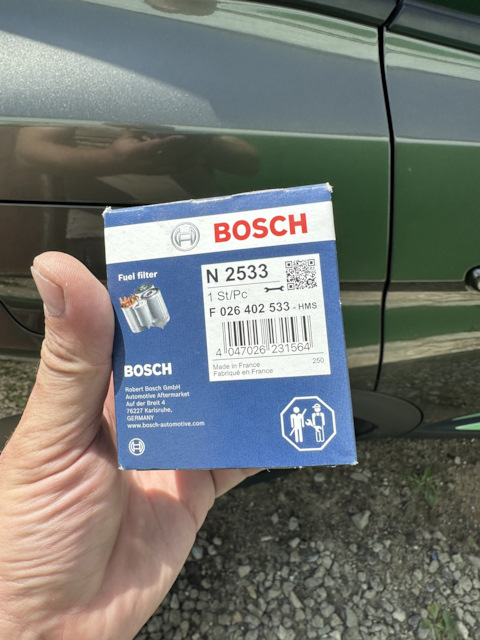 BOSCH
Fuel filter
N 2533
1 St/Pc
F 026 402 533 - HMS
4 047026 231564
Made in France
Fabriqué en France
250
BOSCH
Robert Bosch GmbH
Automotive Aftermarket
Auf der Breit 4
76227 Karlsruhe,
GERMANY
www.bosch-automotive.com